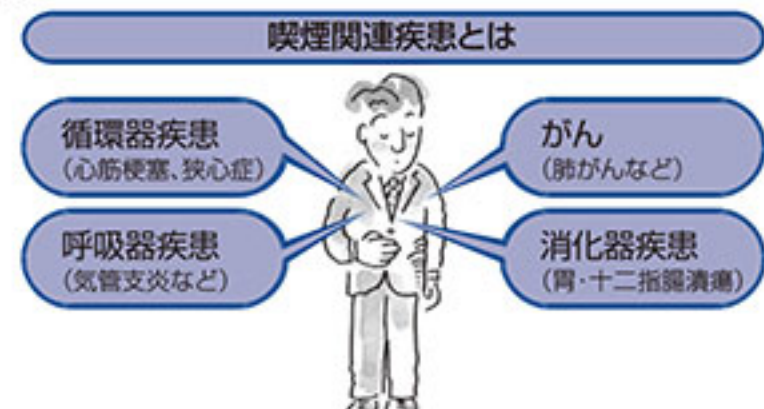 喫煙関連疾患とは
循環器疾患
（心筋梗塞、狭心症）
がん
（肺がんなど）
呼吸器疾患
（気管支炎など）
消化器疾患
（胃・十二指腸潰瘍）